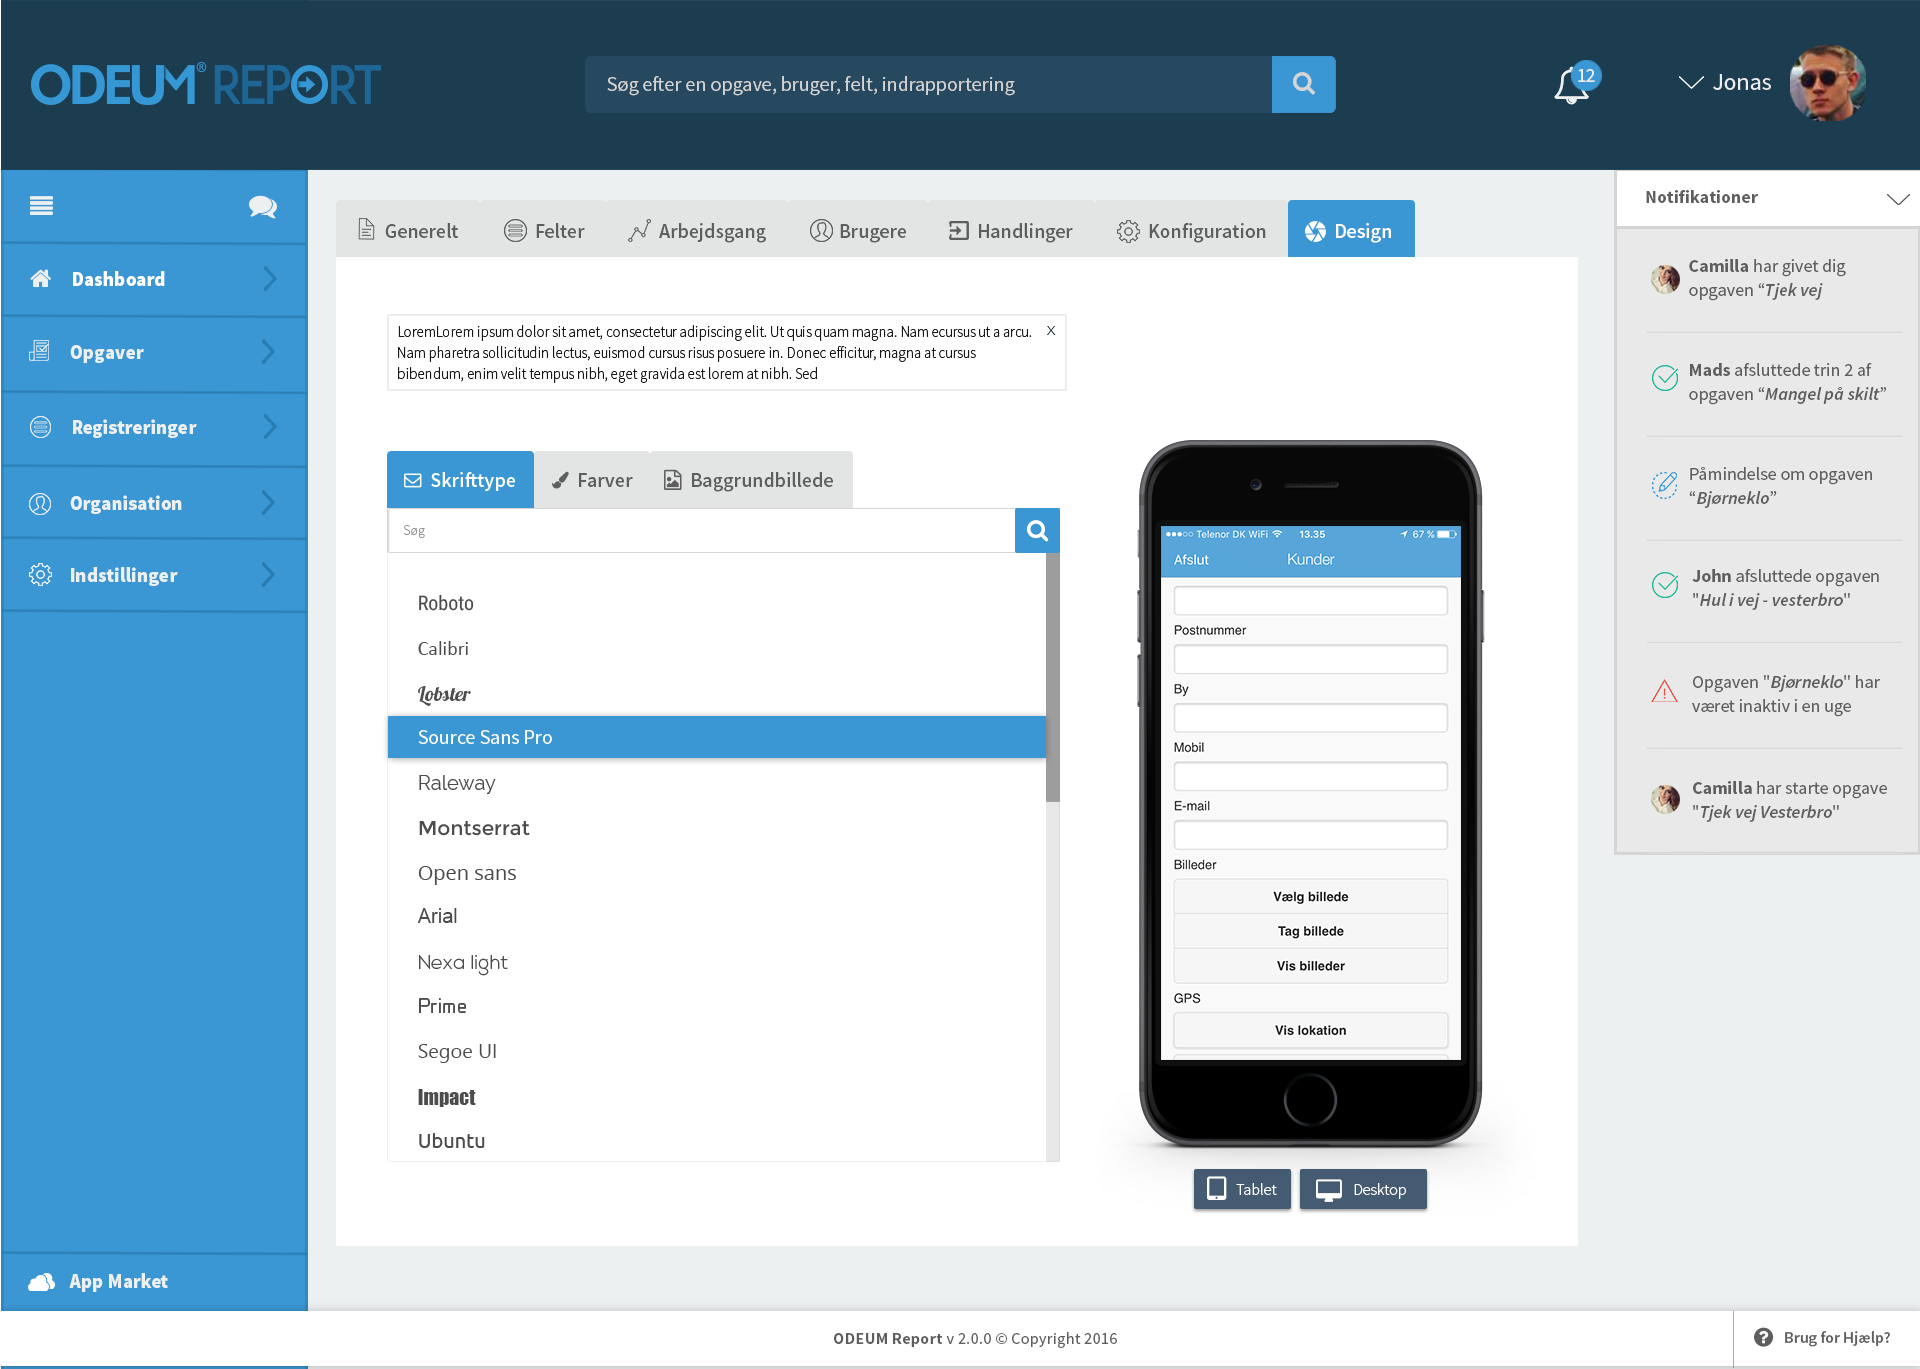 ODEUM® REPORT
Søg efter en opgave, bruger, felt, indrapportering
12
Jonas
Dashboard
Opgaver
Registreringer
Organisation
Indstillinger
App Market
Generelt
Felter
Arbejdsgang
Brugere
Handlinger
Konfiguration
Design
LoremLorem ipsum dolor sit amet, consectetur adipiscing elit. Ut quis quam magna. Nam ecursus ut a arcu.
X
Nam pharetra sollicitudin lectus, euismod cursus risus posuere in. Donec efficitur, magna at cursus
bibendum, enim velit tempus nibh, eget gravida est lorem at nibh. Sed
Skrifttype
Farver
Baggrundbillede
Søg
Roboto
Calibri
Lobster
Source Sans Pro
Raleway
Montserrat
Open sans
Arial
Nexa light
Prime
Segoe UI
Impact
Ubuntu
Telenor DK WiFi 13.35 67 %
Afslut
Kunder
Postnummer
By
Mobil
E-mail
Billeder
Vælg billede
Tag billede
Vis billeder
GPS
Vis lokation
Tablet
Desktop
Notifikationer
Camilla har givet dig
opgaven “Tjek vej
Mads afsluttede trin 2 af
opgaven “Mangel på skilt”
Påmindelse om opgaven
“Bjørneklo”
John afsluttede opgaven
"Hul i vej - vesterbro"
Opgaven "Bjørneklo" har
været inaktiv i en uge
Camilla har starte opgave
"Tjek vej Vesterbro"
ODEUM Report v 2.0.0 © Copyright 2016
Brug for Hjælp?